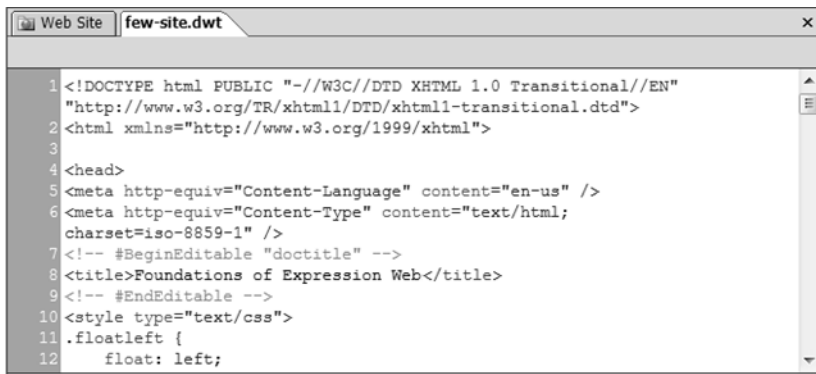 Web Site few-site.dwt ×
1 <!DOCTYPE html PUBLIC "-//W3C//DTD XHTML 1.0 Transitional//EN"
"http://www.w3.org/TR/xhtml1/DTD/xhtml1-transitional.dtd">
2 <html xmlns="http://www.w3.org/1999/xhtml">
3
4 <head>
5 <meta http-equiv="Content-Language" content="en-us" />
6 <meta http-equiv="Content-Type" content="text/html;
charset=iso-8859-1" />
7 <!-- #BeginEditable "doctitle" -->
8 <title>Foundations of Expression Web</title>
9 <!-- #EndEditable -->
10 <style type="text/css">
11 .floatleft {
12     float: left;